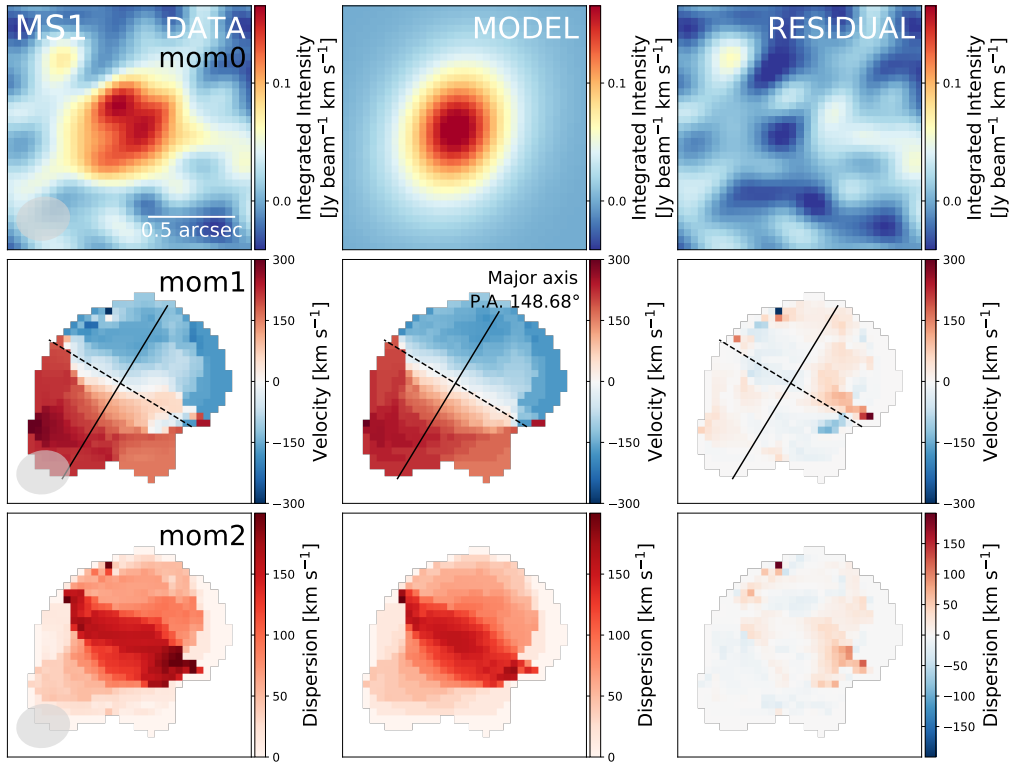 MS1 DATA
mom0
0.5 arcsec
0.1
0.0
Integrated Intensity
[Jy beam⁻¹ km s⁻¹]
MODEL
0.1
0.0
Integrated Intensity
[Jy beam⁻¹ km s⁻¹]
RESIDUAL
0.1
0.0
Integrated Intensity
[Jy beam⁻¹ km s⁻¹]
mom1
300
150
0
−150
−300
Velocity [km s⁻¹]
Major axis
P.A. 148.68°
300
150
0
−150
−300
Velocity [km s⁻¹]
300
150
0
−150
−300
Velocity [km s⁻¹]
mom2
150
100
50
0
Dispersion [km s⁻¹]
150
100
50
0
Dispersion [km s⁻¹]
150
100
50
0
−50
−100
−150
Dispersion [km s⁻¹]